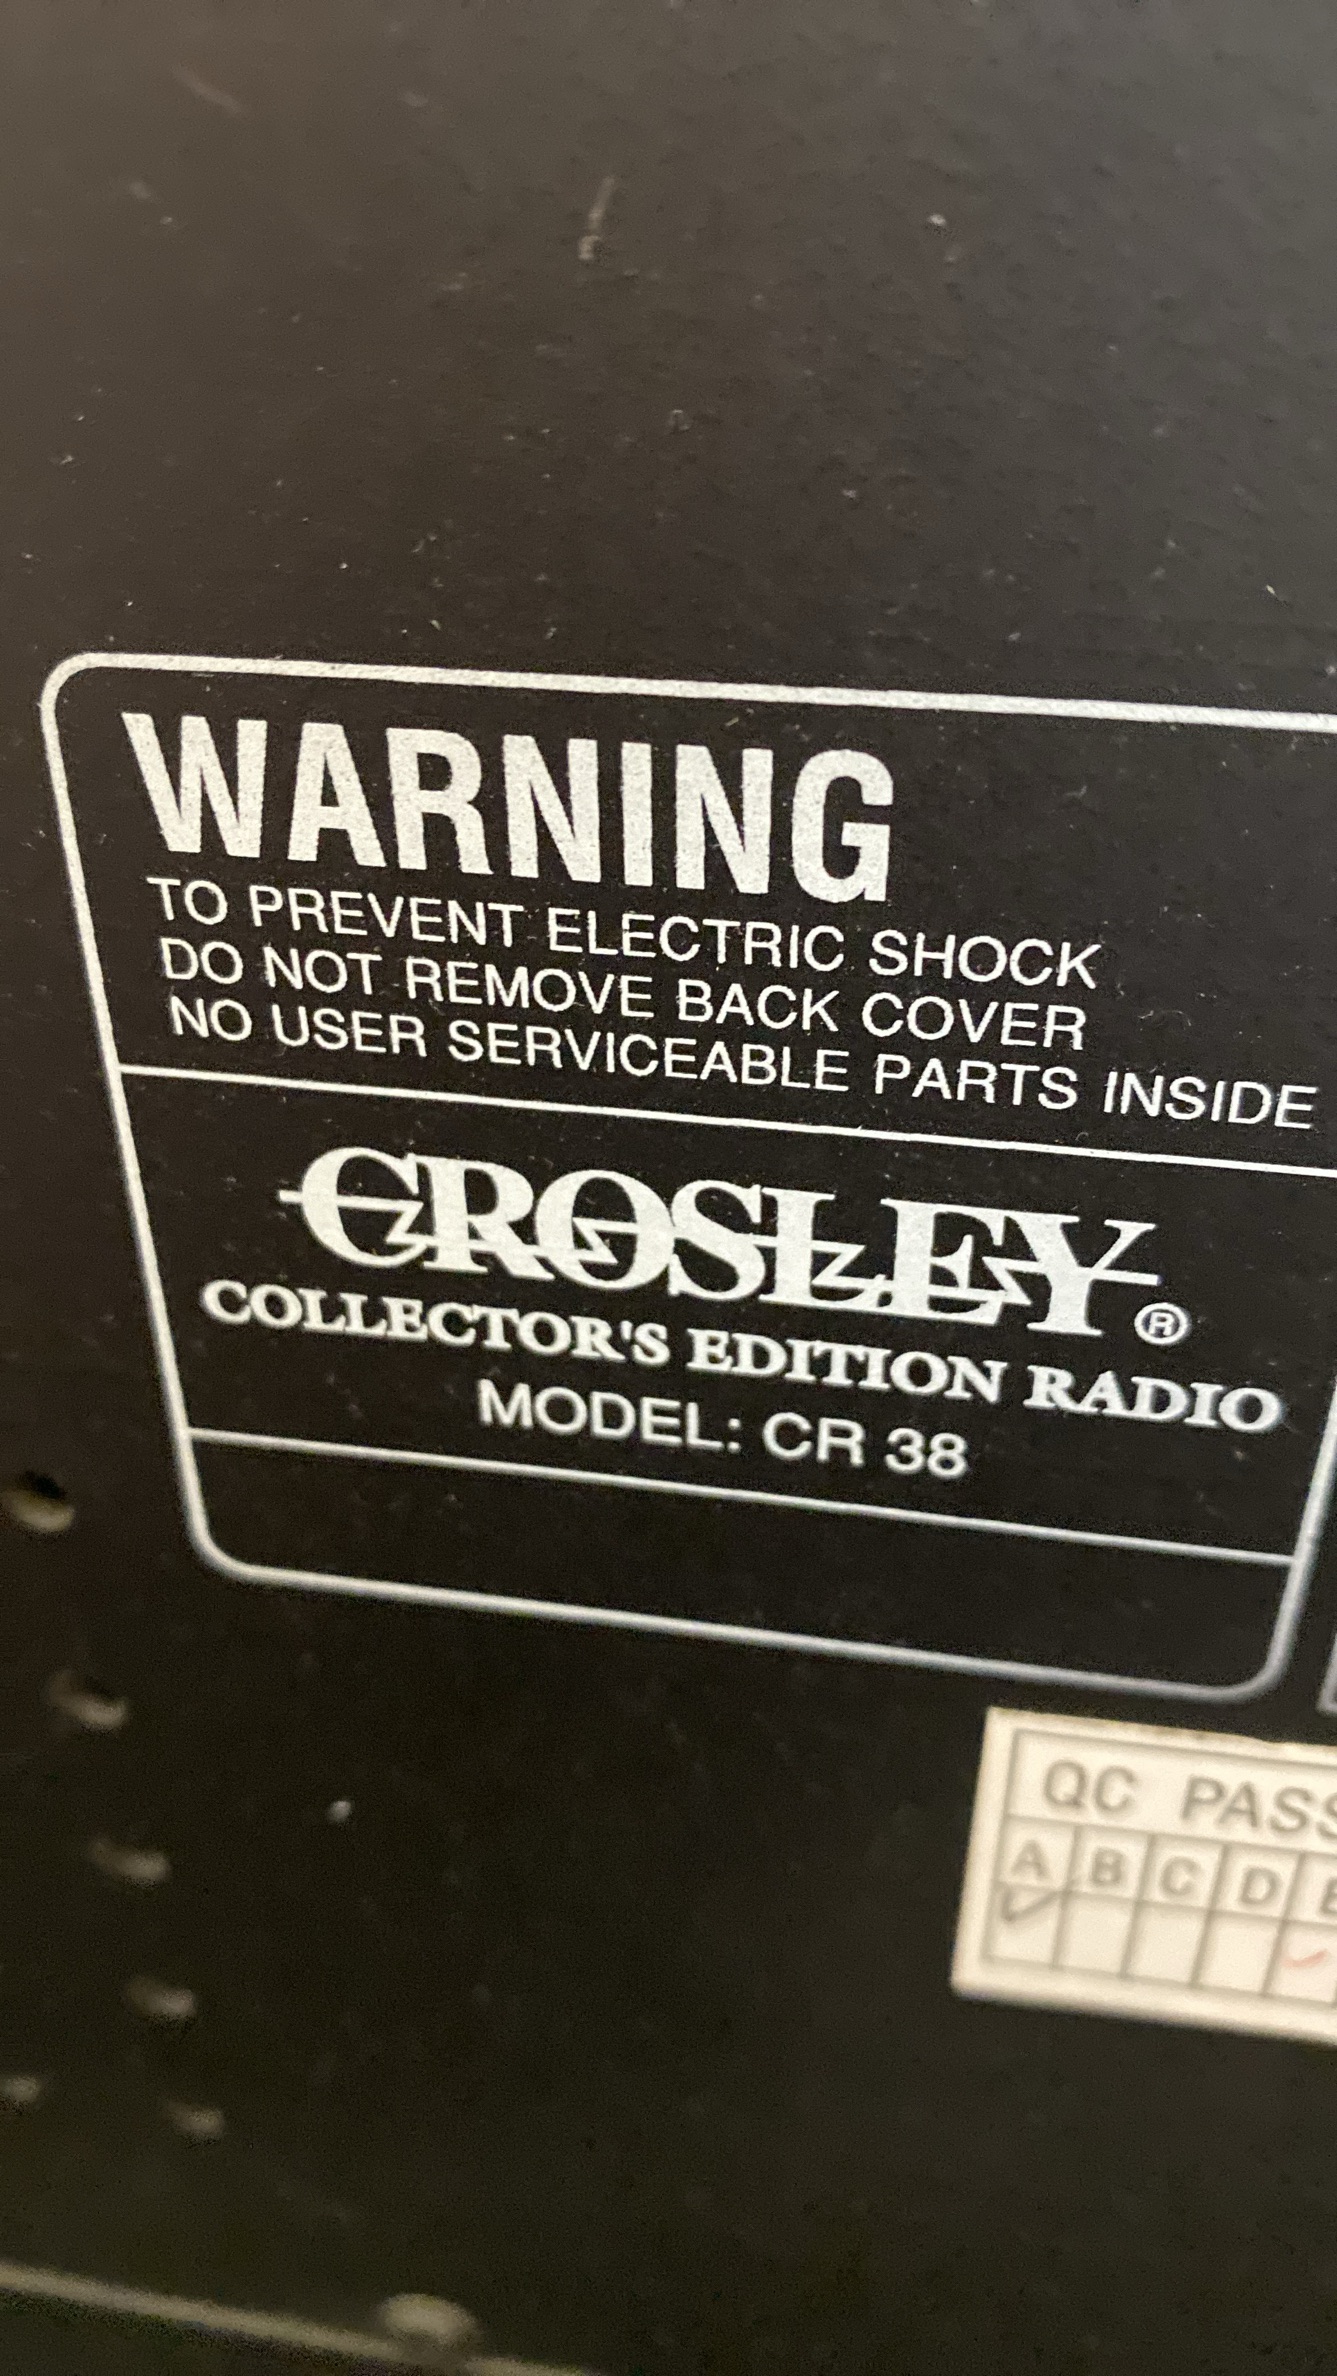 WARNING
TO PREVENT ELECTRIC SHOCK
DO NOT REMOVE BACK COVER
NO USER SERVICEABLE PARTS INSIDE
CROSLEY®
COLLECTOR'S EDITION RADIO
MODEL: CR 38
QC
A B C D